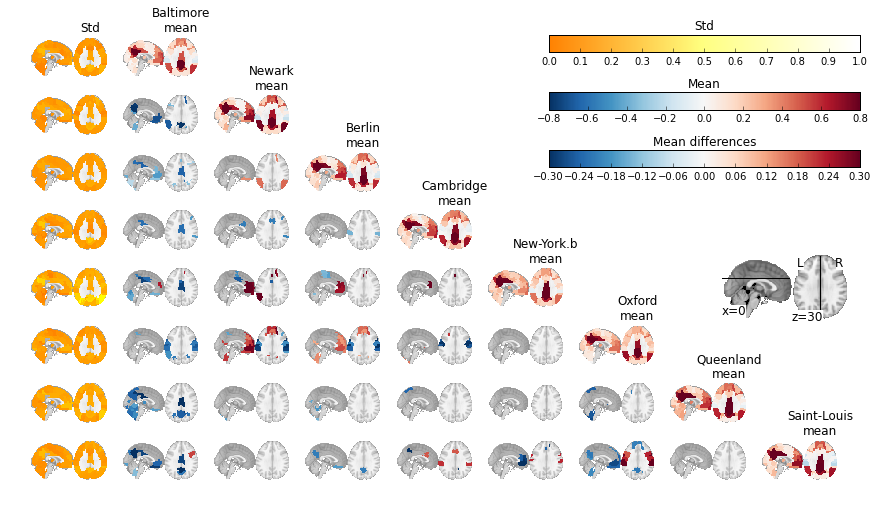 Std
Baltimore
mean
Newark
mean
Berlin
mean
Cambridge
mean
New-York.b
mean
Oxford
mean
Queenland
mean
Saint-Louis
mean
Std
0.0 0.1 0.2 0.3 0.4 0.5 0.6 0.7 0.8 0.9 1.0
Mean
−0.8 −0.6 −0.4 −0.2 0.0 0.2 0.4 0.6 0.8
Mean differences
−0.30 −0.24 −0.18 −0.12 −0.06 0.00 0.06 0.12 0.18 0.24 0.30
L R
x=0 z=30